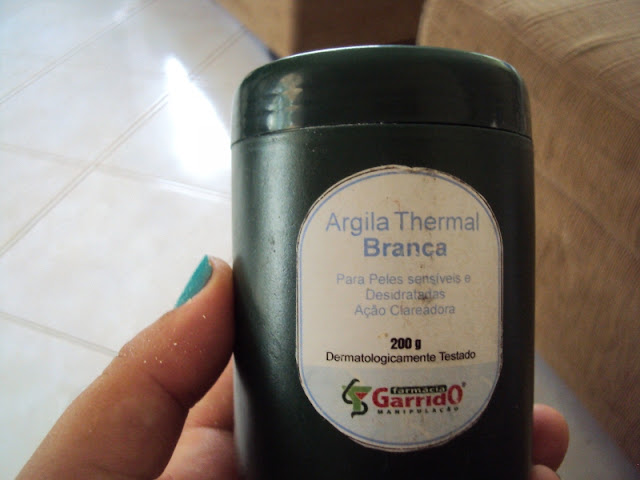 Argila Thermal
Branca
Para Peles sensíveis e
Desidratadas
Ação Clareadora
200 g
Dermatologicamente Testado
farmácia
GarridO
MANIPULAÇÃO